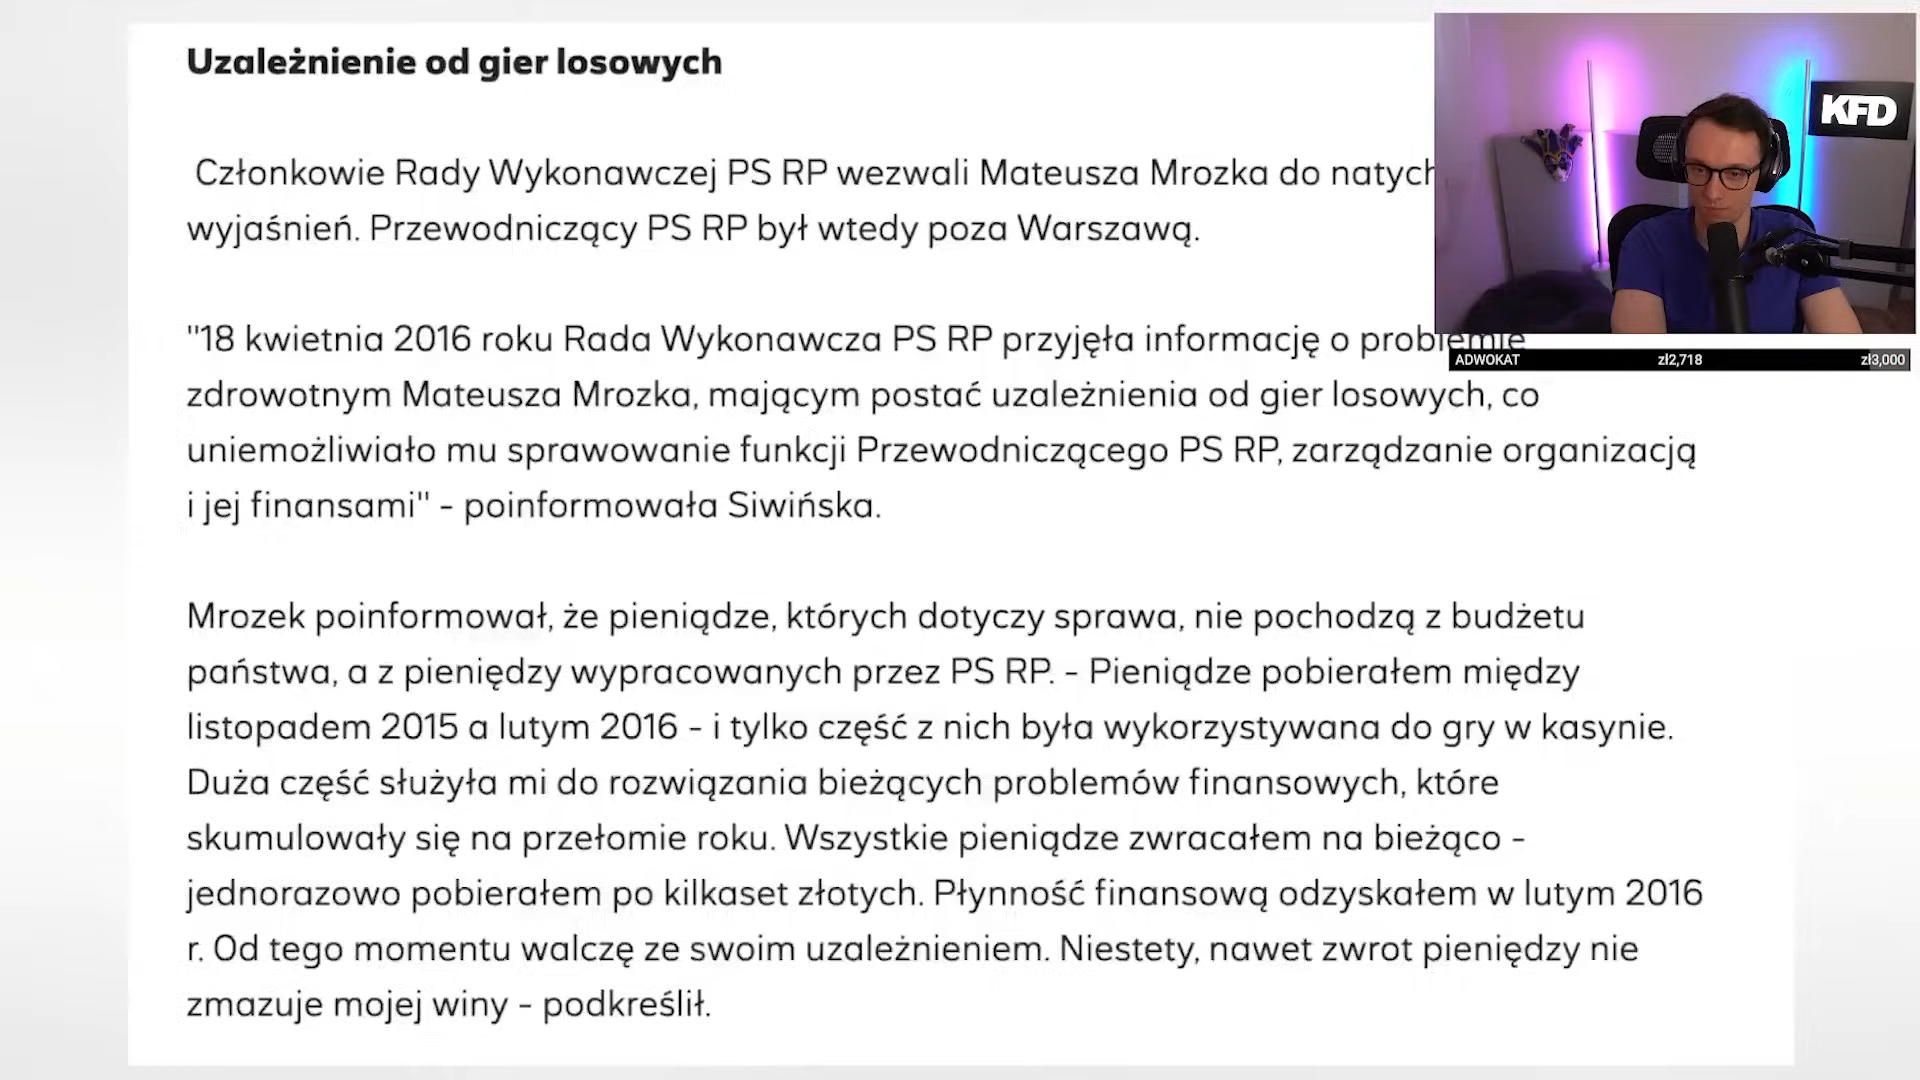 Uzależnienie od gier losowych
Członkowie Rady Wykonawczej PS RP wezwali Mateusza Mrozka do
wyjaśnień. Przewodniczący PS RP był wtedy poza Warszawą.
"18 kwietnia 2016 roku Rada Wykonawcza PS RP przyjęła informację o problemie
zdrowotnym Mateusza Mrozka, mającym postać uzależnienia od gier losowych, co
uniemożliwiało mu sprawowanie funkcji Przewodniczącego PS RP, zarządzanie organizacją
i jej finansami" - poinformowała Siwińska.
Mrozek poinformował, że pieniądze, których dotyczy sprawa, nie pochodzą z budżetu
państwa, a z pieniędzy wypracowanych przez PS RP. - Pieniądze pobierałem między
listopadem 2015 a lutym 2016 - i tylko część z nich była wykorzystywana do gry w kasynie.
Duża część służyła mi do rozwiązania bieżących problemów finansowych, które
skumulowały się na przełomie roku. Wszystkie pieniądze zwracałem na bieżąco -
jednorazowo pobierałem po kilkaset złotych. Płynność finansową odzyskałem w lutym 2016
r. Od tego momentu walczę ze swoim uzależnieniem. Niestety, nawet zwrot pieniędzy nie
zmazuje mojej winy - podkreślił.
KFD
ADWOKAT zł2,718 zł3,000